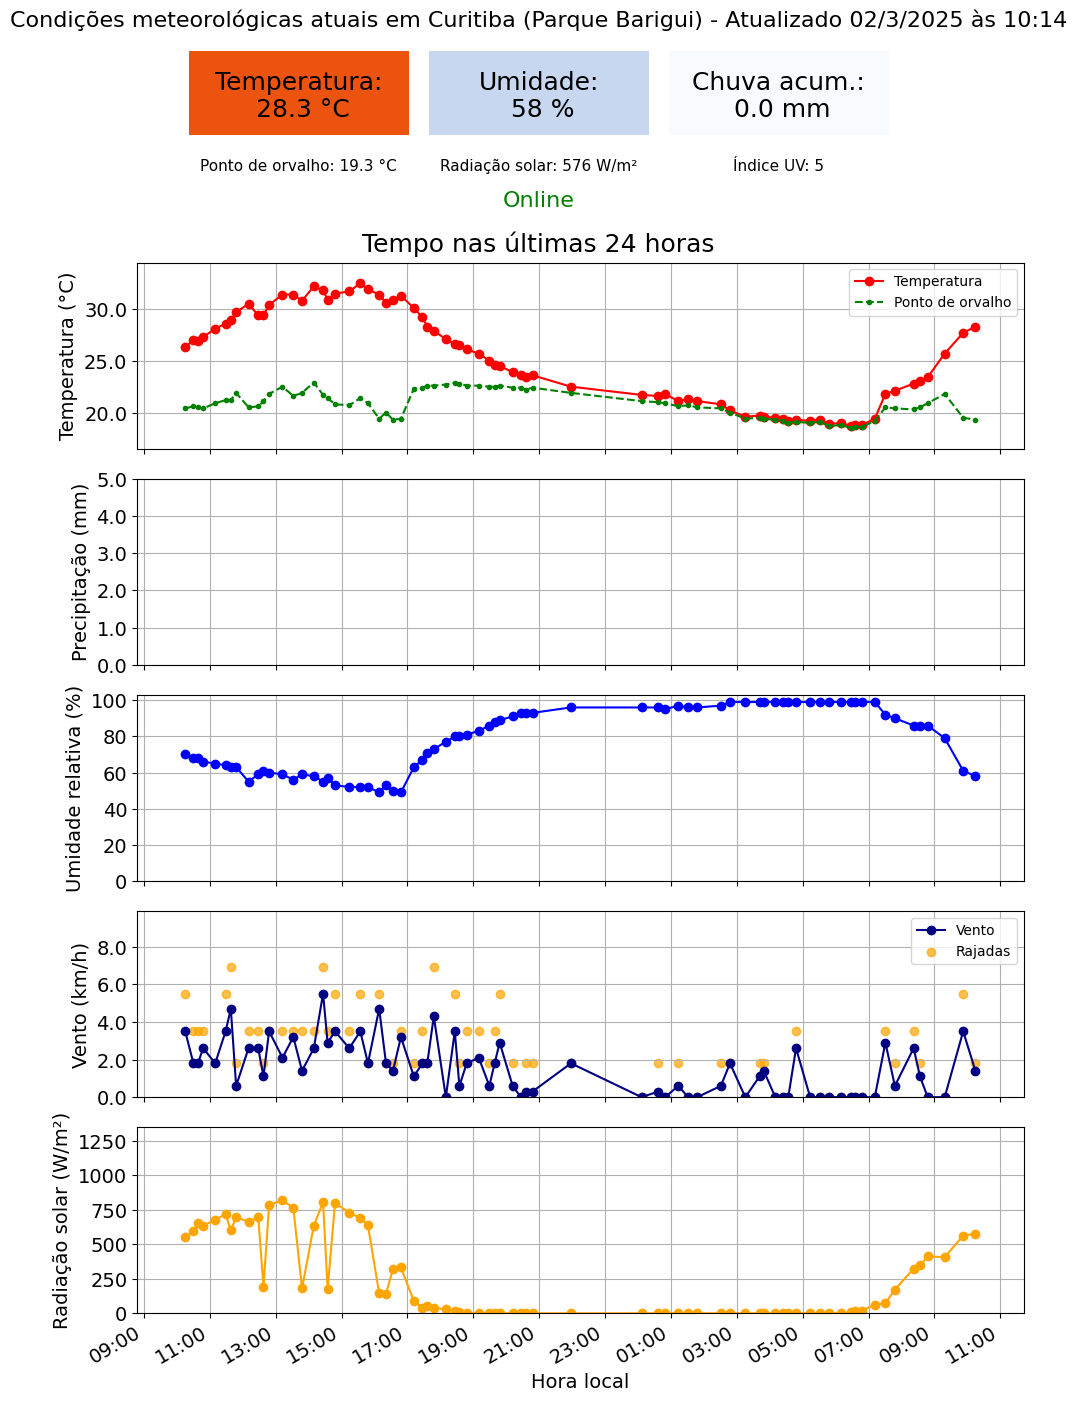 Condições meteorológicas atuais em Curitiba (Parque Barigui) - Atualizado 02/3/2025 às 10:14
Temperatura:
28.3 °C
Umidade:
58 %
Chuva acum.:
0.0 mm
Ponto de orvalho: 19.3 °C
Radiação solar: 576 W/m²
Índice UV: 5
Online
Tempo nas últimas 24 horas
Temperatura (°C)
30.0
25.0
20.0
Temperatura
Ponto de orvalho
Precipitação (mm)
5.0
4.0
3.0
2.0
1.0
0.0
Umidade relativa (%)
100
80
60
40
20
0
Vento (km/h)
8.0
6.0
4.0
2.0
0.0
Vento
Rajadas
Radiação solar (W/m²)
1250
1000
750
500
250
0
09:00
11:00
13:00
15:00
17:00
19:00
21:00
23:00
01:00
03:00
05:00
07:00
09:00
11:00
Hora local